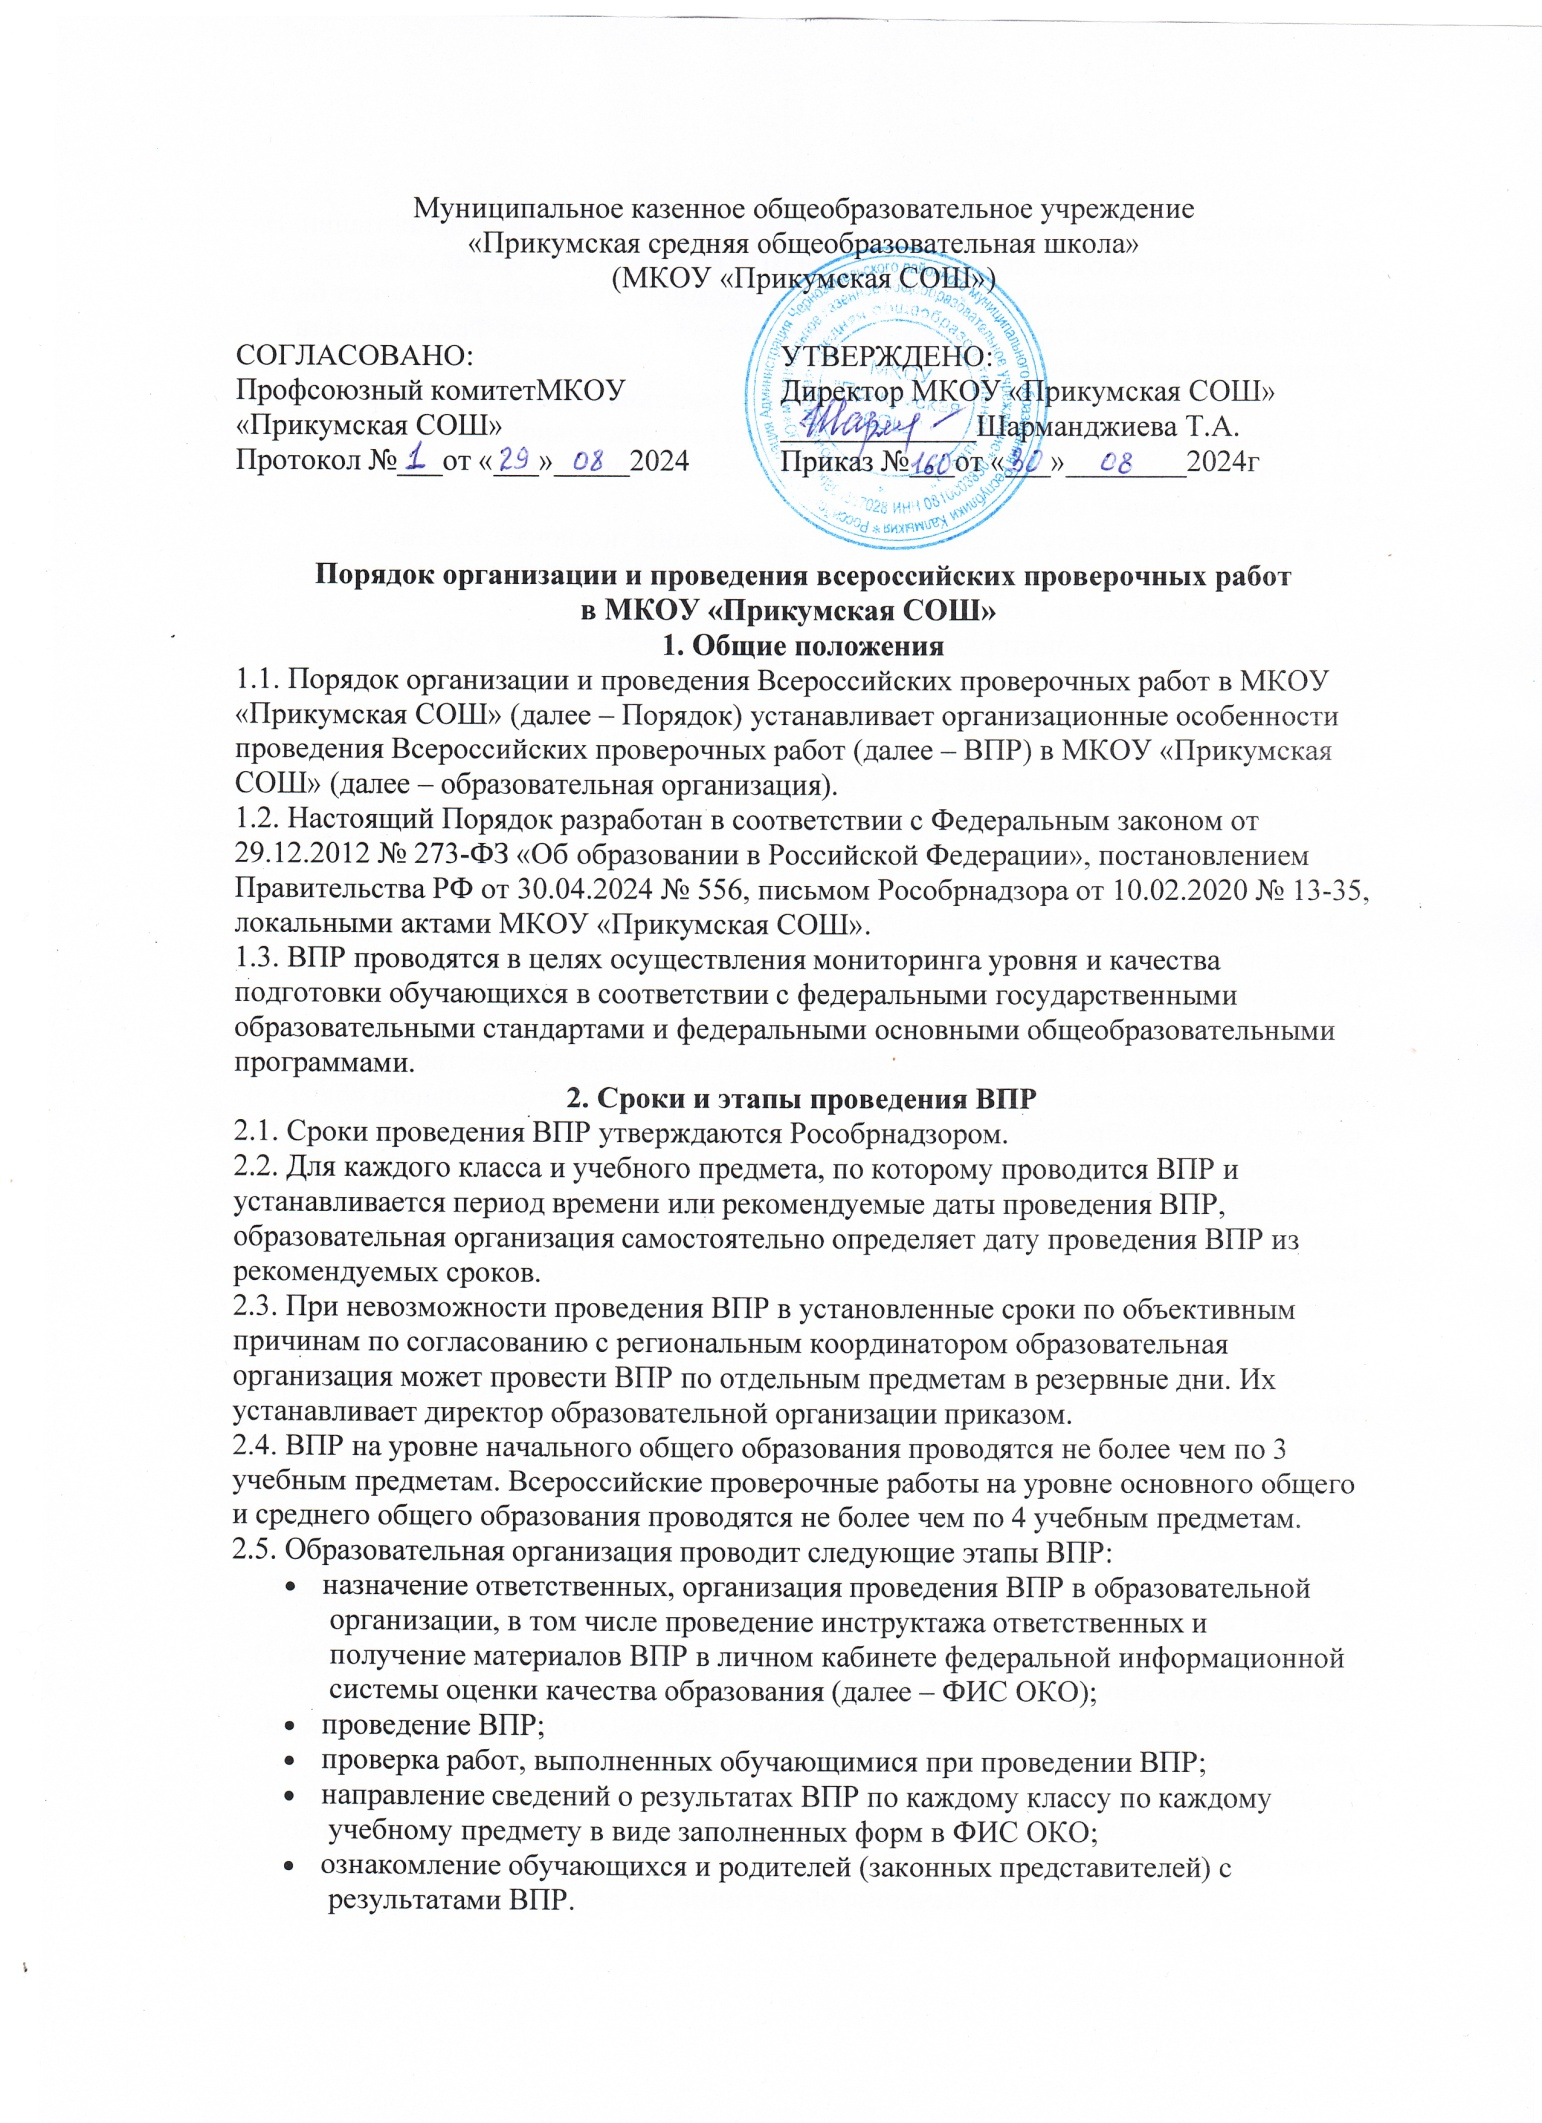 Муниципальное казенное общеобразовательное учреждение
«Прикумская средняя общеобразовательная школа»
(МКОУ «Прикумская СОШ»)
СОГЛАСОВАНО:
Профсоюзный комитетМКОУ
«Прикумская СОШ»
Протокол №_1_от «29»_08_2024
УТВЕРЖДЕНО:
Директор МКОУ «Прикумская СОШ»
_____________Шарманджиева Т.А.
Приказ №160от «30»___08___2024г
МКОУ
ИНН
Республики Калмыкия
Порядок организации и проведения всероссийских проверочных работ
в МКОУ «Прикумская СОШ»
1. Общие положения
1.1. Порядок организации и проведения Всероссийских проверочных работ в МКОУ
«Прикумская СОШ» (далее – Порядок) устанавливает организационные особенности
проведения Всероссийских проверочных работ (далее – ВПР) в МКОУ «Прикумская
СОШ» (далее – образовательная организация).
1.2. Настоящий Порядок разработан в соответствии с Федеральным законом от
29.12.2012 № 273-ФЗ «Об образовании в Российской Федерации», постановлением
Правительства РФ от 30.04.2024 № 556, письмом Рособрнадзора от 10.02.2020 № 13-35,
локальными актами МКОУ «Прикумская СОШ».
1.3. ВПР проводятся в целях осуществления мониторинга уровня и качества
подготовки обучающихся в соответствии с федеральными государственными
образовательными стандартами и федеральными основными общеобразовательными
программами.
2. Сроки и этапы проведения ВПР
2.1. Сроки проведения ВПР утверждаются Рособрнадзором.
2.2. Для каждого класса и учебного предмета, по которому проводится ВПР и
устанавливается период времени или рекомендуемые даты проведения ВПР,
образовательная организация самостоятельно определяет дату проведения ВПР из
рекомендуемых сроков.
2.3. При невозможности проведения ВПР в установленные сроки по объективным
причинам по согласованию с региональным координатором образовательная
организация может провести ВПР по отдельным предметам в резервные дни. Их
устанавливает директор образовательной организации приказом.
2.4. ВПР на уровне начального общего образования проводятся не более чем по 3
учебным предметам. Всероссийские проверочные работы на уровне основного общего
и среднего общего образования проводятся не более чем по 4 учебным предметам.
2.5. Образовательная организация проводит следующие этапы ВПР:
• назначение ответственных, организация проведения ВПР в образовательной
организации, в том числе проведение инструктажа ответственных и
получение материалов ВПР в личном кабинете федеральной информационной
системы оценки качества образования (далее – ФИС ОКО);
• проведение ВПР;
• проверка работ, выполненных обучающимися при проведении ВПР;
• направление сведений о результатах ВПР по каждому классу по каждому
учебному предмету в виде заполненных форм в ФИС ОКО;
• ознакомление обучающихся и родителей (законных представителей) с
результатами ВПР.